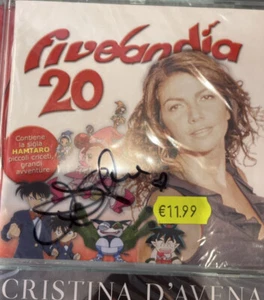 fivelandia
20
Contiene
la sigla
HAMTARO
piccoli criceti,
grandi
avventure
€11.99
CRISTINA D'AVENA